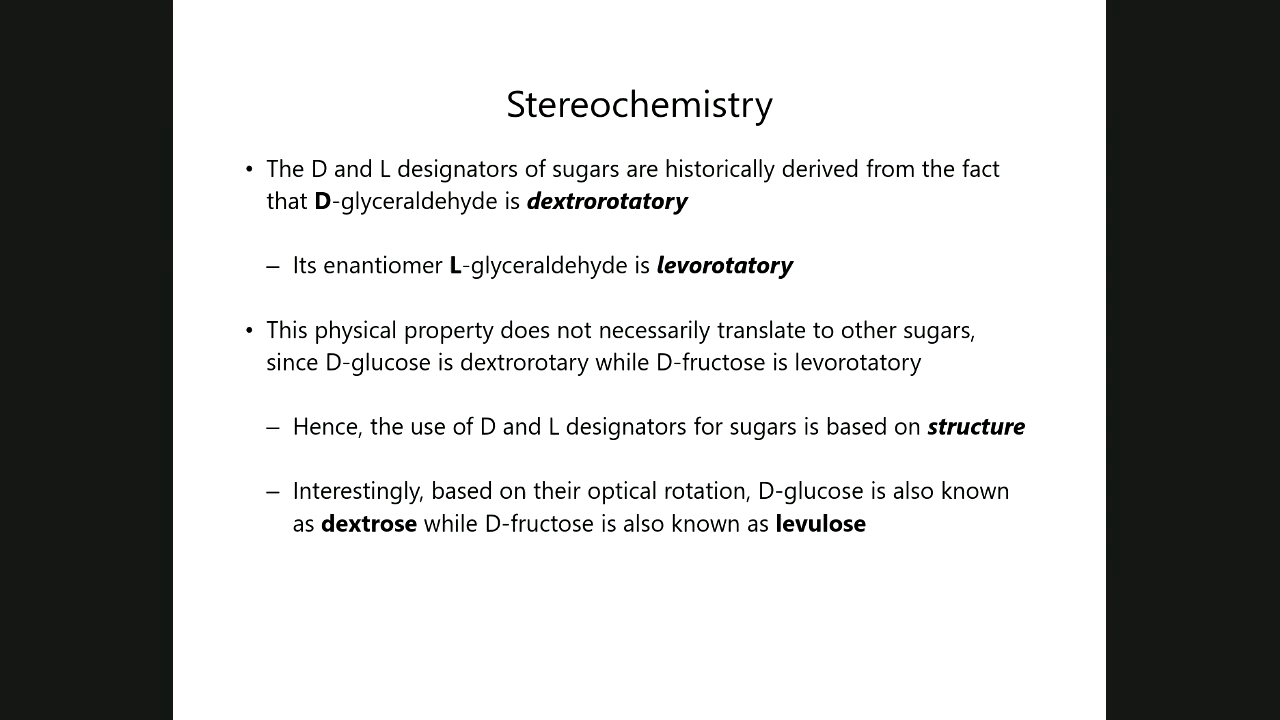 Stereochemistry
• The D and L designators of sugars are historically derived from the fact
that D-glyceraldehyde is dextrorotatory
– Its enantiomer L-glyceraldehyde is levorotatory
• This physical property does not necessarily translate to other sugars,
since D-glucose is dextrorotary while D-fructose is levorotatory
– Hence, the use of D and L designators for sugars is based on structure
– Interestingly, based on their optical rotation, D-glucose is also known
as dextrose while D-fructose is also known as levulose